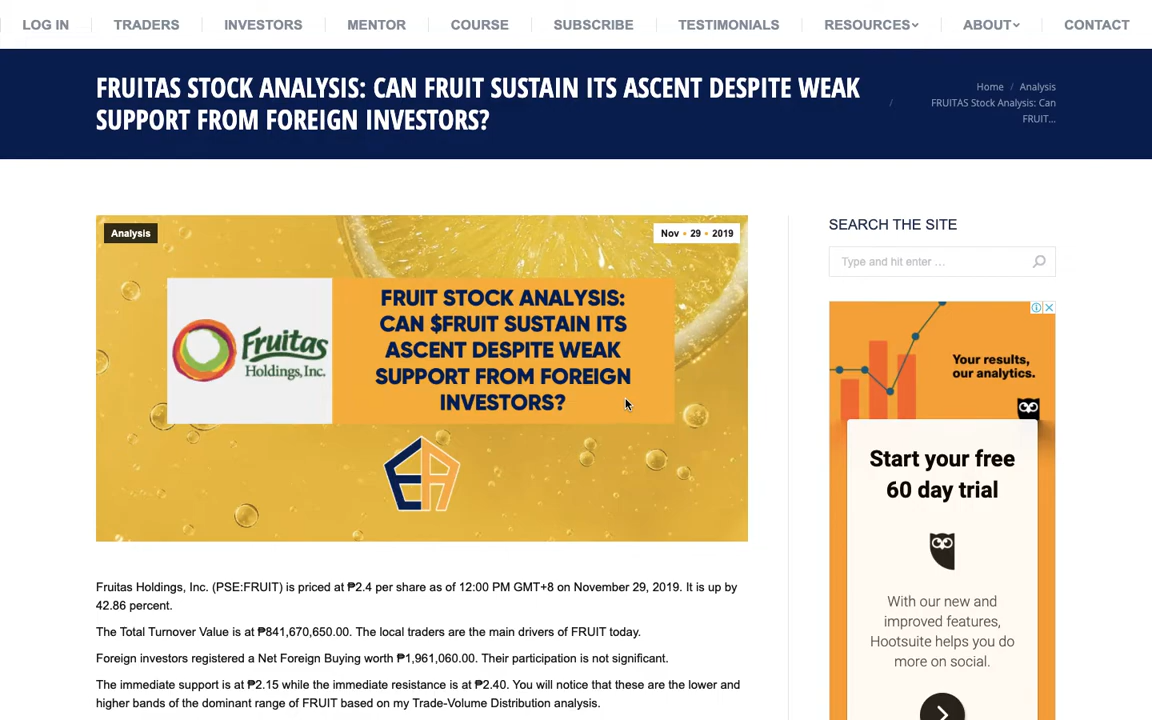 LOG IN
TRADERS
INVESTORS
MENTOR
COURSE
SUBSCRIBE
TESTIMONIALS
RESOURCES
ABOUT
CONTACT
FRUITAS STOCK ANALYSIS: CAN FRUIT SUSTAIN ITS ASCENT DESPITE WEAK
SUPPORT FROM FOREIGN INVESTORS?
Home / Analysis
/ FRUITAS Stock Analysis: Can
FRUIT...
Analysis
Nov • 29 • 2019
Fruitas
Holdings, Inc.
FRUIT STOCK ANALYSIS:
CAN $FRUIT SUSTAIN ITS
ASCENT DESPITE WEAK
SUPPORT FROM FOREIGN
INVESTORS?
EA
Fruitas Holdings, Inc. (PSE:FRUIT) is priced at ₱2.4 per share as of 12:00 PM GMT+8 on November 29, 2019. It is up by
42.86 percent.
The Total Turnover Value is at ₱841,670,650.00. The local traders are the main drivers of FRUIT today.
Foreign investors registered a Net Foreign Buying worth ₱1,961,060.00. Their participation is not significant.
The immediate support is at ₱2.15 while the immediate resistance is at ₱2.40. You will notice that these are the lower and
higher bands of the dominant range of FRUIT based on my Trade-Volume Distribution analysis.
SEARCH THE SITE
Type and hit enter …
Your results,
our analytics.
Start your free
60 day trial
With our new and
improved features,
Hootsuite helps you do
more on social.